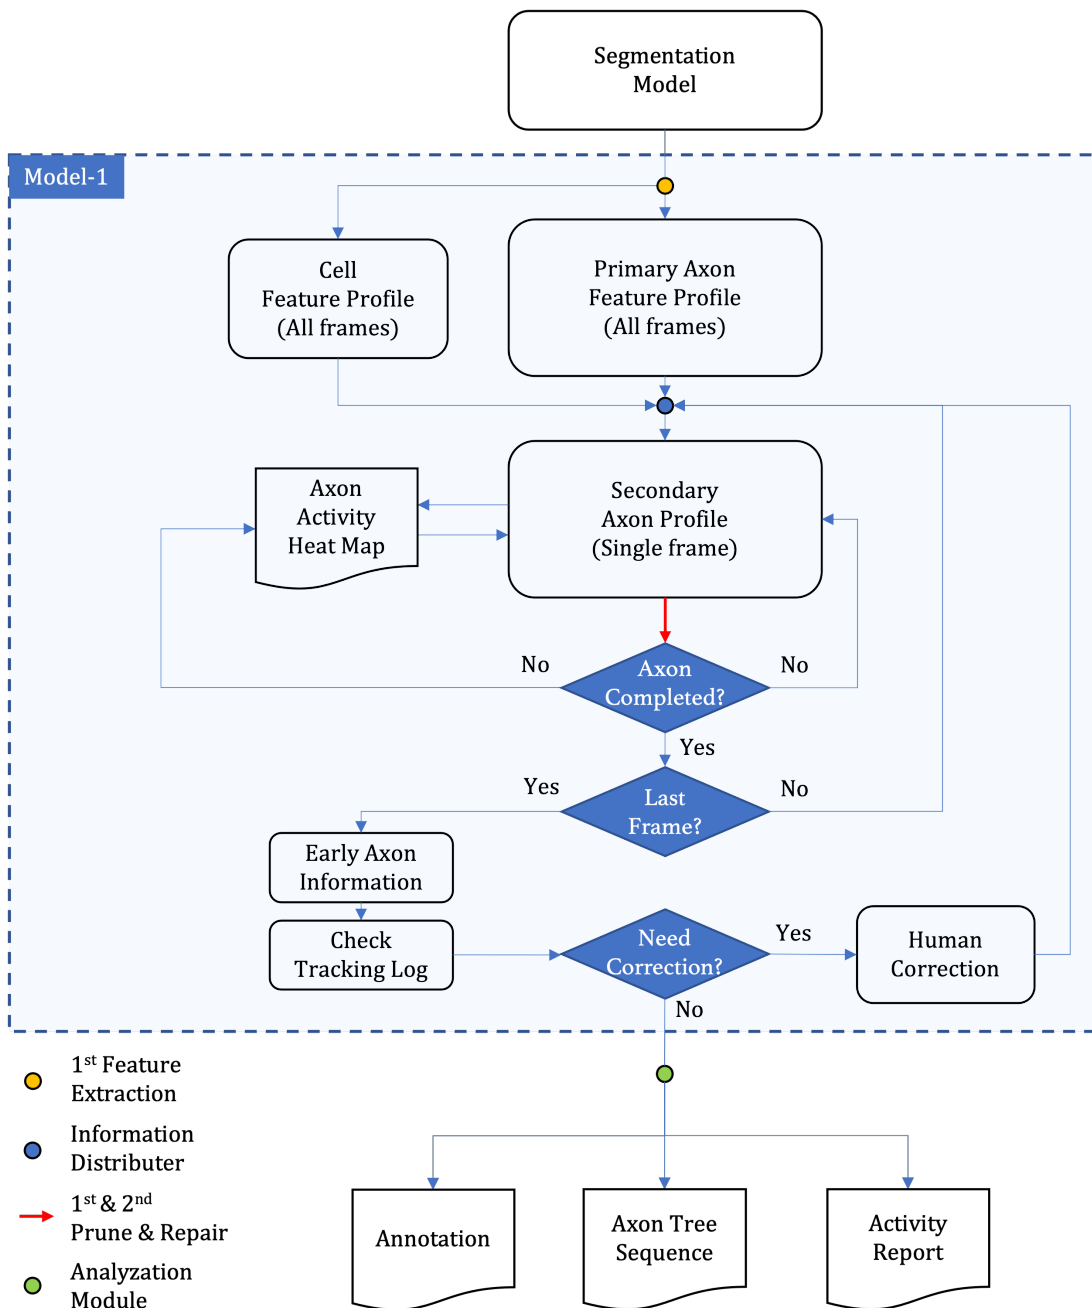 Segmentation
Model
Model-1
Cell
Feature Profile
(All frames)
Primary Axon
Feature Profile
(All frames)
Axon
Activity
Heat Map
Secondary
Axon Profile
(Single frame)
No
Axon
Completed?
No
Yes
Yes
Last
Frame?
No
Early Axon
Information
Check
Tracking Log
Need
Correction?
Yes
Human
Correction
No
1st Feature
Extraction
Information
Distributer
1st & 2nd
Prune & Repair
Analyzation
Module
Annotation
Axon Tree
Sequence
Activity
Report